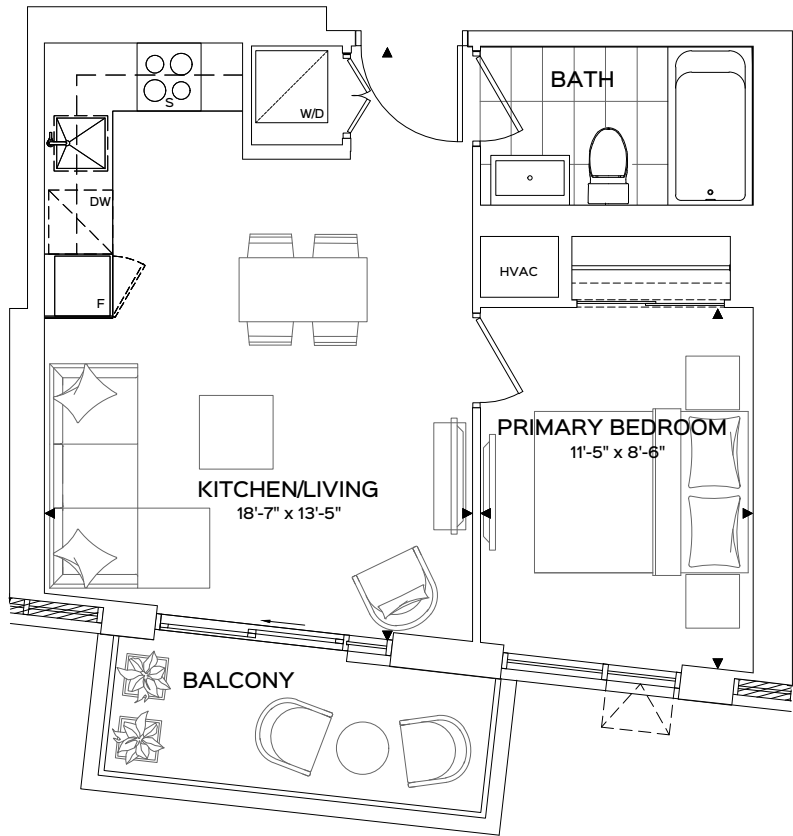 BATH
S
W/D
DW
HVAC
F
PRIMARY BEDROOM
11'-5" x 8'-6"
KITCHEN/LIVING
18'-7" x 13'-5"
BALCONY